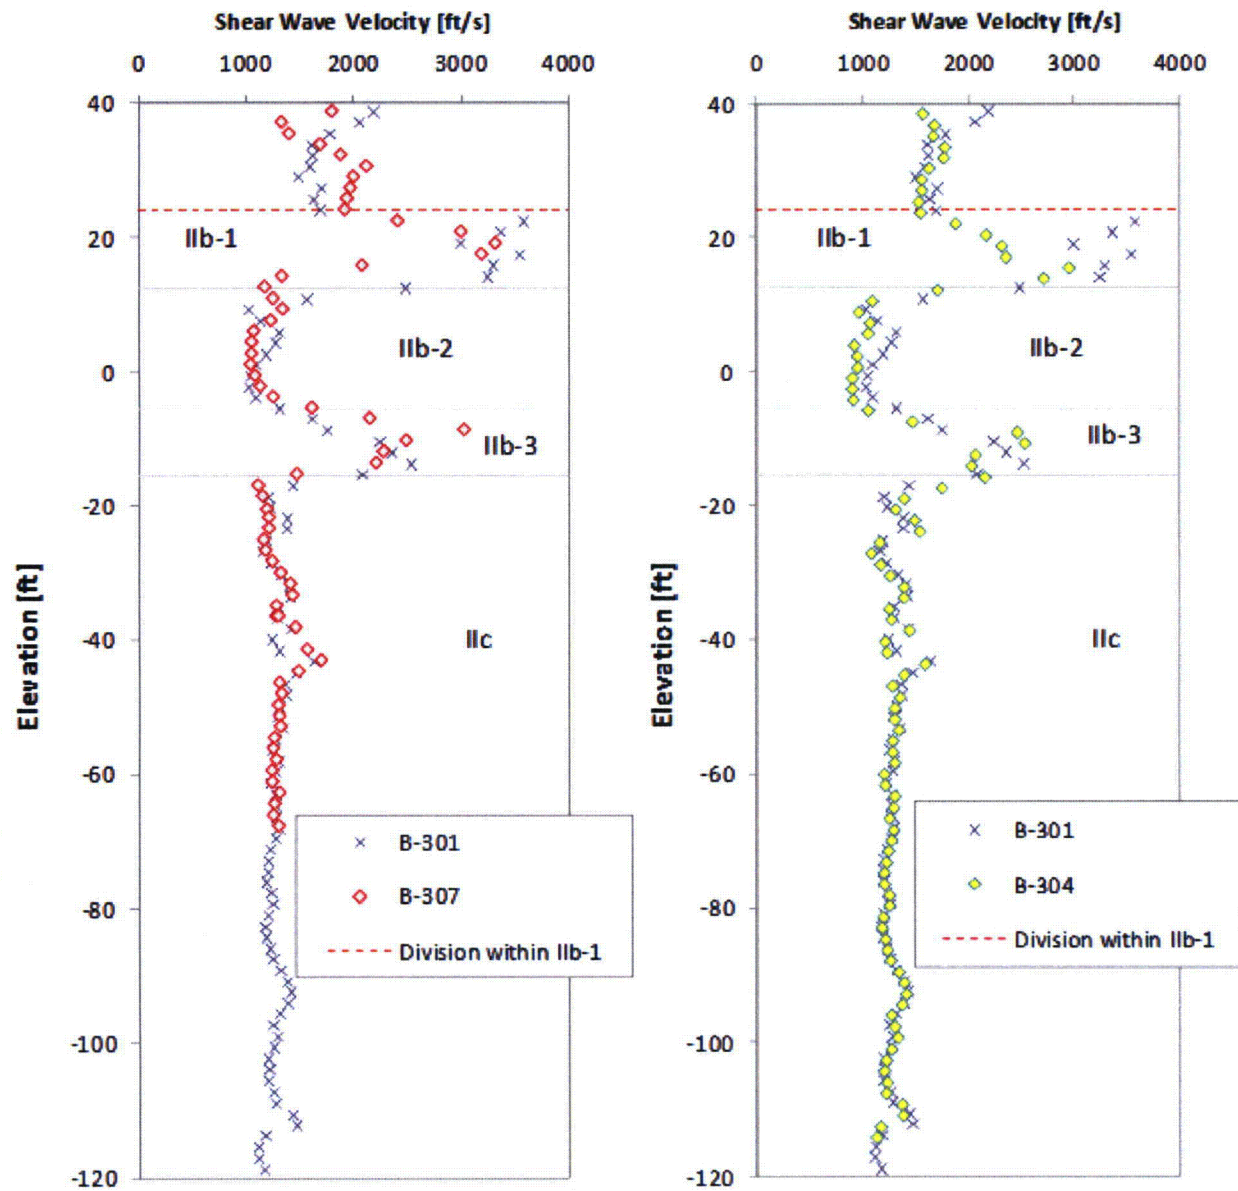 Shear Wave Velocity [ft/s]
0 1000 2000 3000 4000
40
20
0
-20
-40
-60
-80
-100
-120
Elevation [ft]
IIb-1
IIb-2
IIb-3
IIc
B-301
B-307
Division within IIb-1
Shear Wave Velocity [ft/s]
0 1000 2000 3000 4000
40
20
0
-20
-40
-60
-80
-100
-120
Elevation [ft]
IIb-1
IIb-2
IIb-3
IIc
B-301
B-304
Division within IIb-1